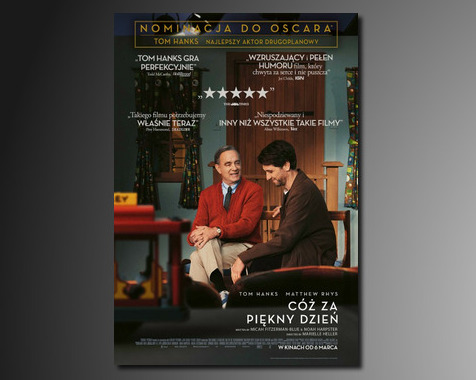 NOMINACJA DO OSCARA
TOM HANKS NAJLEPSZY AKTOR DRUGOPLANOWY
„TOM HANKS GRA
PERFEKCYJNIE”
„WZRUSZAJĄCY i PEŁEN
HUMORU film, który
chwyta za serce i nie puszcza”
„★★★★★”
THE TIMES
„Takiego filmu potrzebujemy
WŁAŚNIE TERAZ”
„Niespodziewany i
INNY NIŻ WSZYSTKIE TAKIE FILMY”
TOM HANKS MATTHEW RHYS
CÓŻ ZA
PIĘKNY DZIEŃ
MICAH FITZERMAN-BLUE & NOAH HARPSTER
MARIELLE HELLER
W KINACH OD 6 MARCA